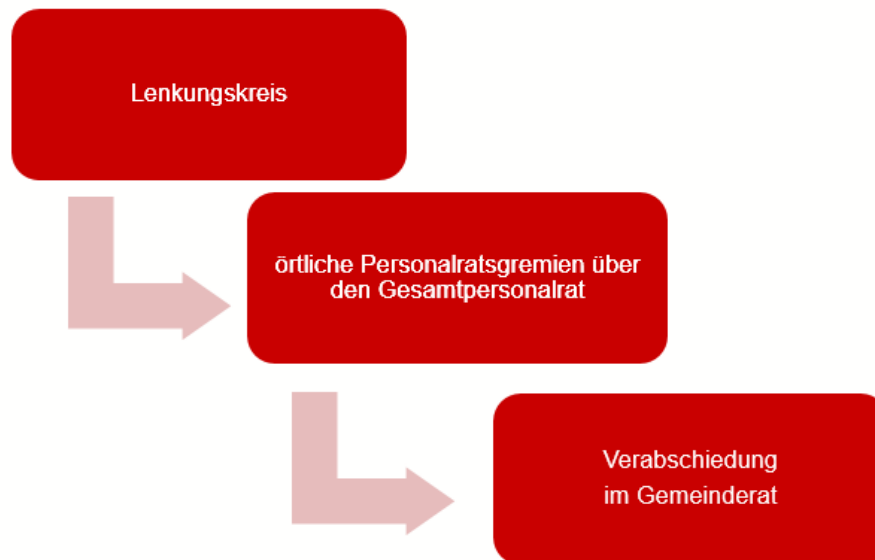 Lenkungskreis
örtliche Personalratsgremien über
den Gesamtpersonalrat
Verabschiedung
im Gemeinderat